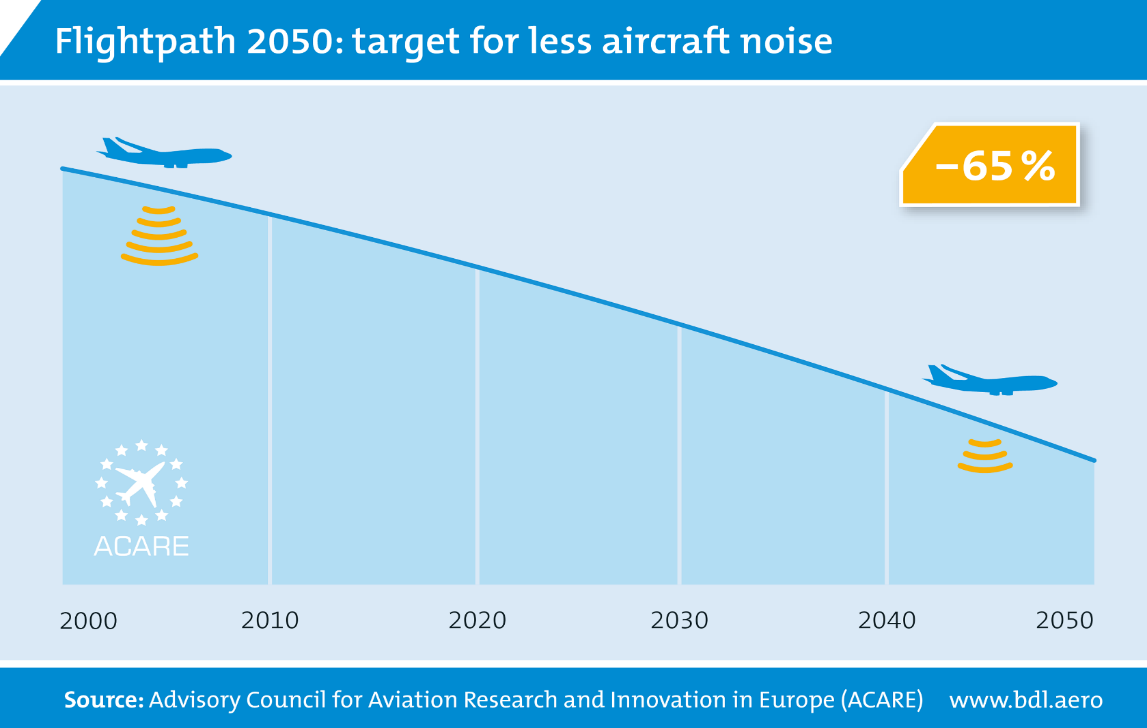 Flightpath 2050: target for less aircraft noise
–65 %
ACARE
2000 2010 2020 2030 2040 2050
Source: Advisory Council for Aviation Research and Innovation in Europe (ACARE) www.bdl.aero